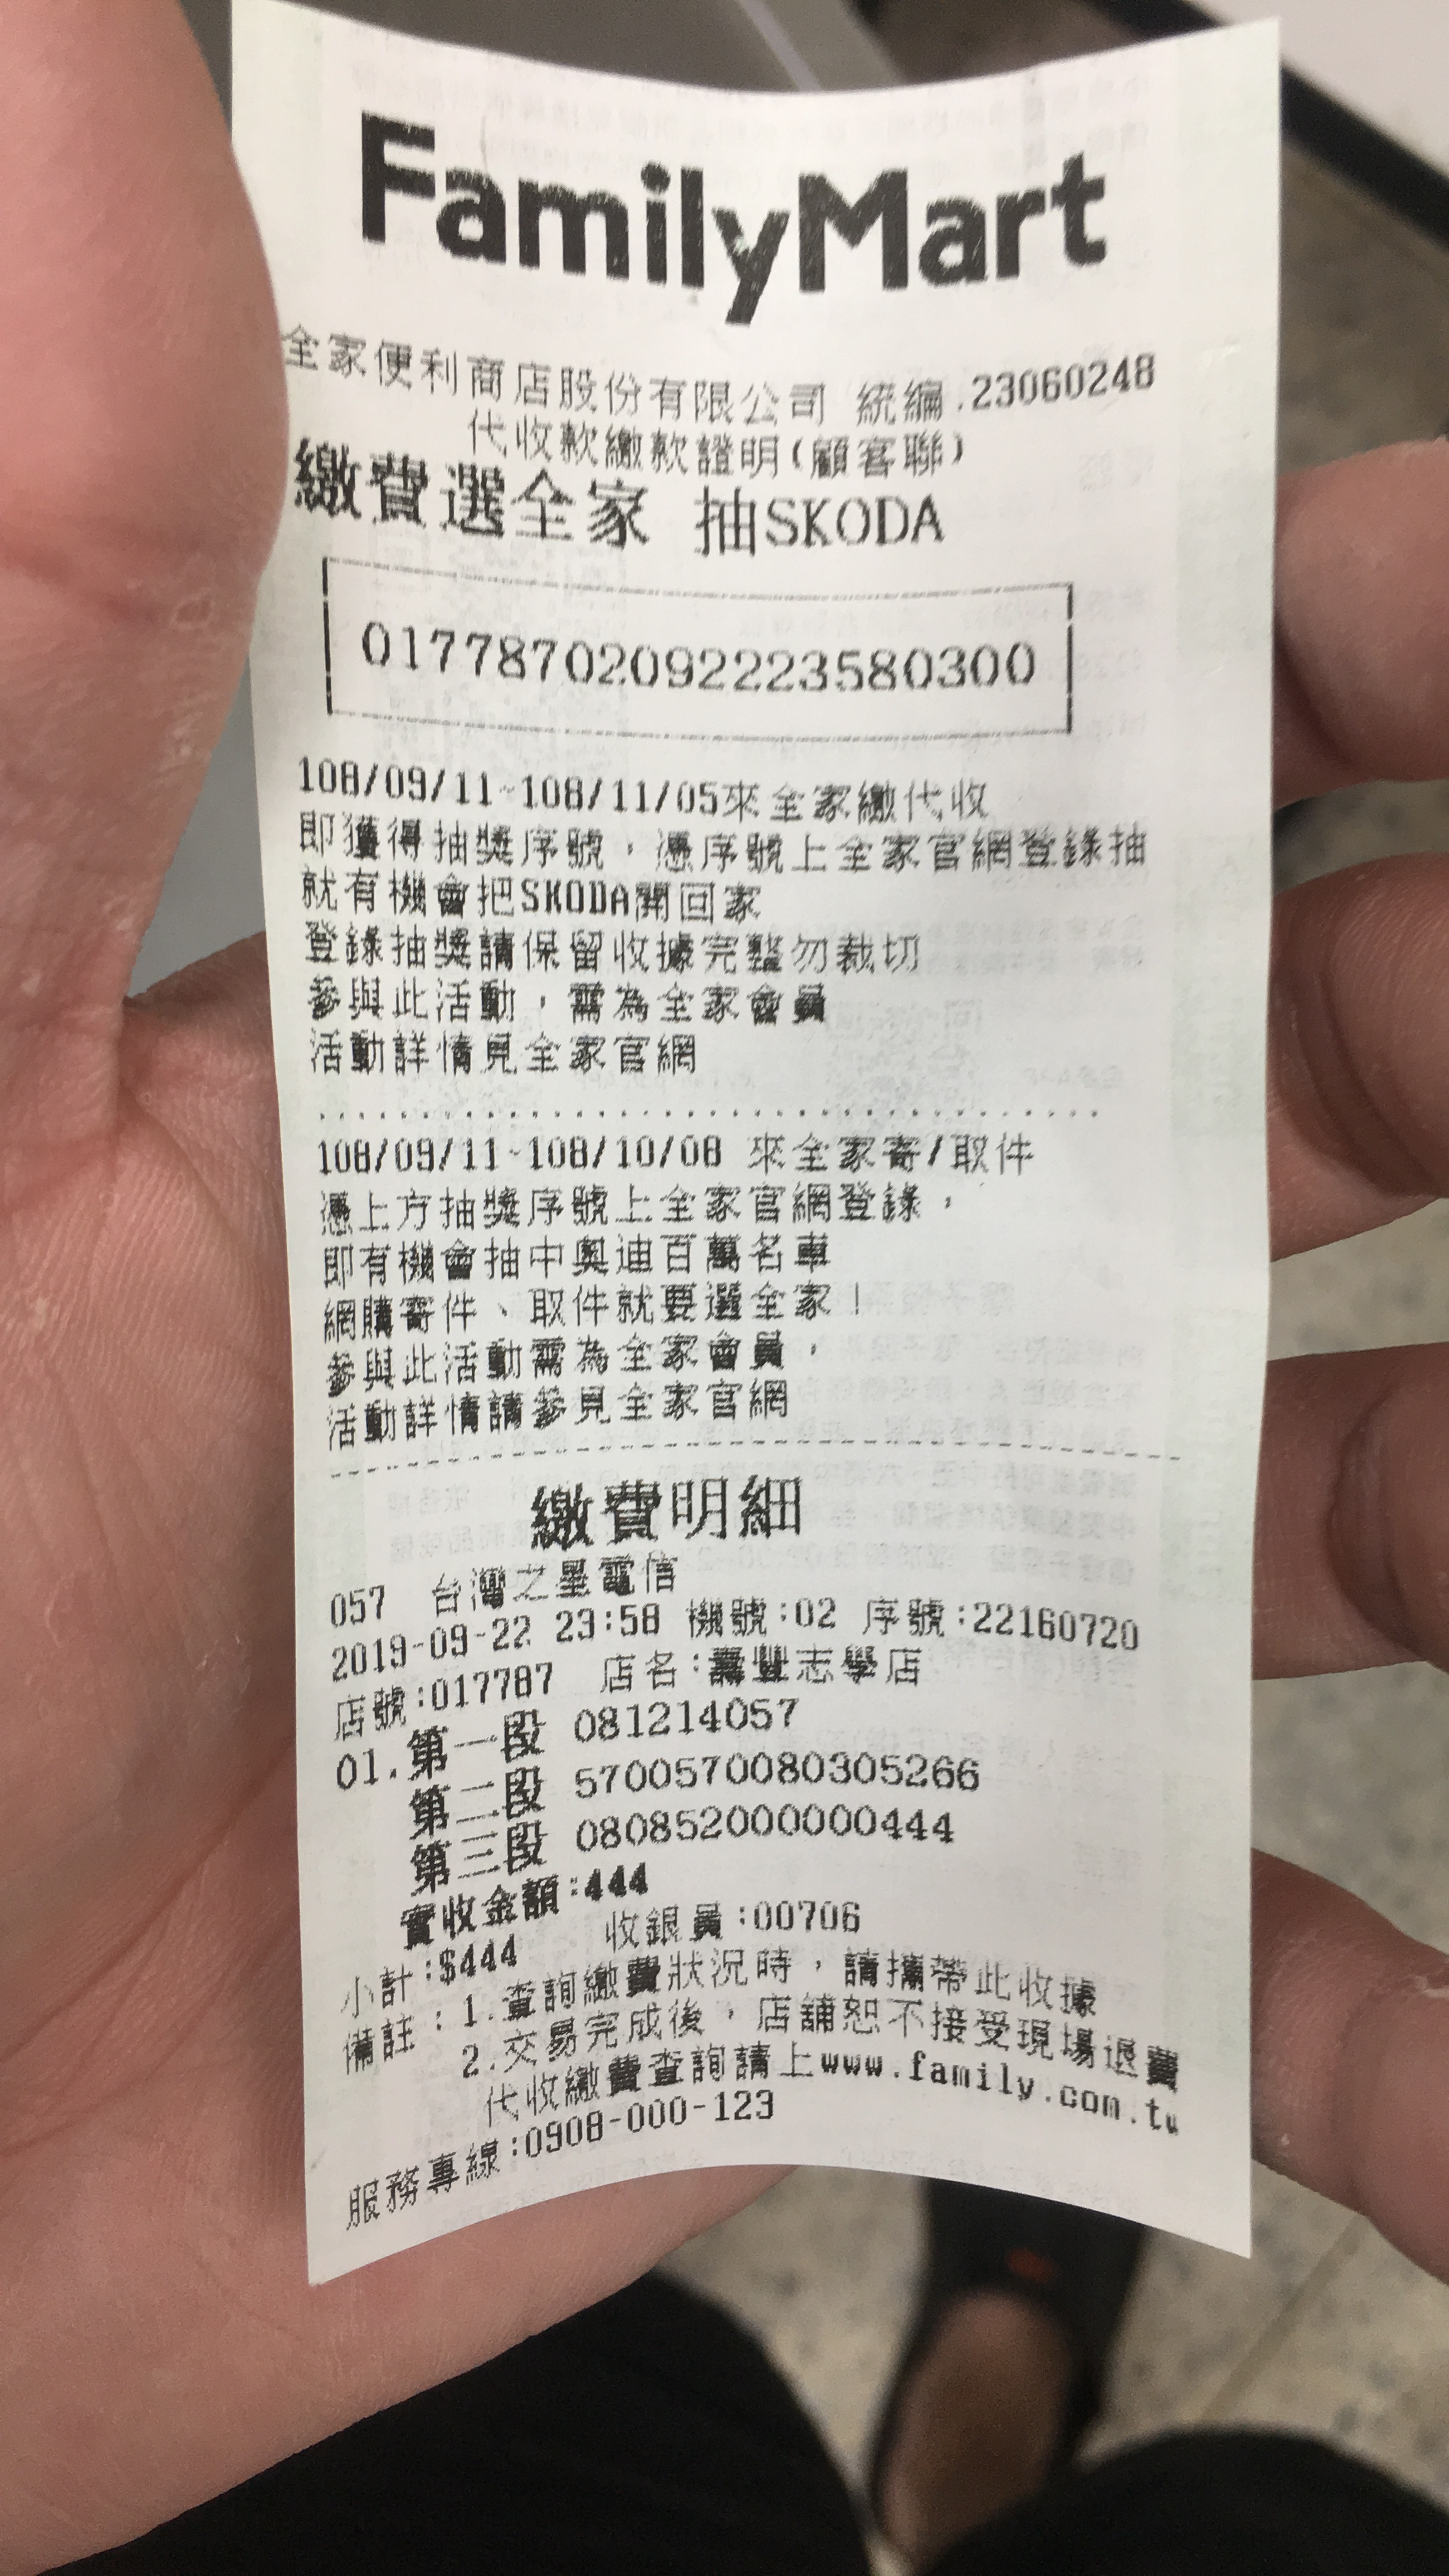 FamilyMart
全家便利商店股份有限公司 統編.23060248
代收款繳款證明(顧客聯)
繳費選全家 抽SKODA
01778702092223580300
108/09/11~108/11/05來全家繳代收
即獲得抽獎序號,憑序號上全家官網登錄抽
就有機會把SKODA開回家
登錄抽獎請保留收據完整勿裁切
參與此活動,需為全家會員
活動詳情見全家官網
108/09/11~108/10/08 來全家寄/取件
憑上方抽獎序號上全家官網登錄,
即有機會抽中奧迪百萬名車
網購寄件、取件就要選全家!
參與此活動需為全家會員,
活動詳情請參見全家官網
繳費明細
057 台灣之星電信
2019-09-22 23:58 機號:02 序號:22160720
店號:017787 店名:壽豐志學店
01.第一段 081214057
第二段 5700570080305266
第三段 080852000000444
實收金額:444
小計:$444 收銀員:00706
備註:1.查詢繳費狀況時,請攜帶此收據
2.交易完成後,店舖恕不接受現場退費
代收繳費查詢請上www.family.com.tw
服務專線:0908-000-123